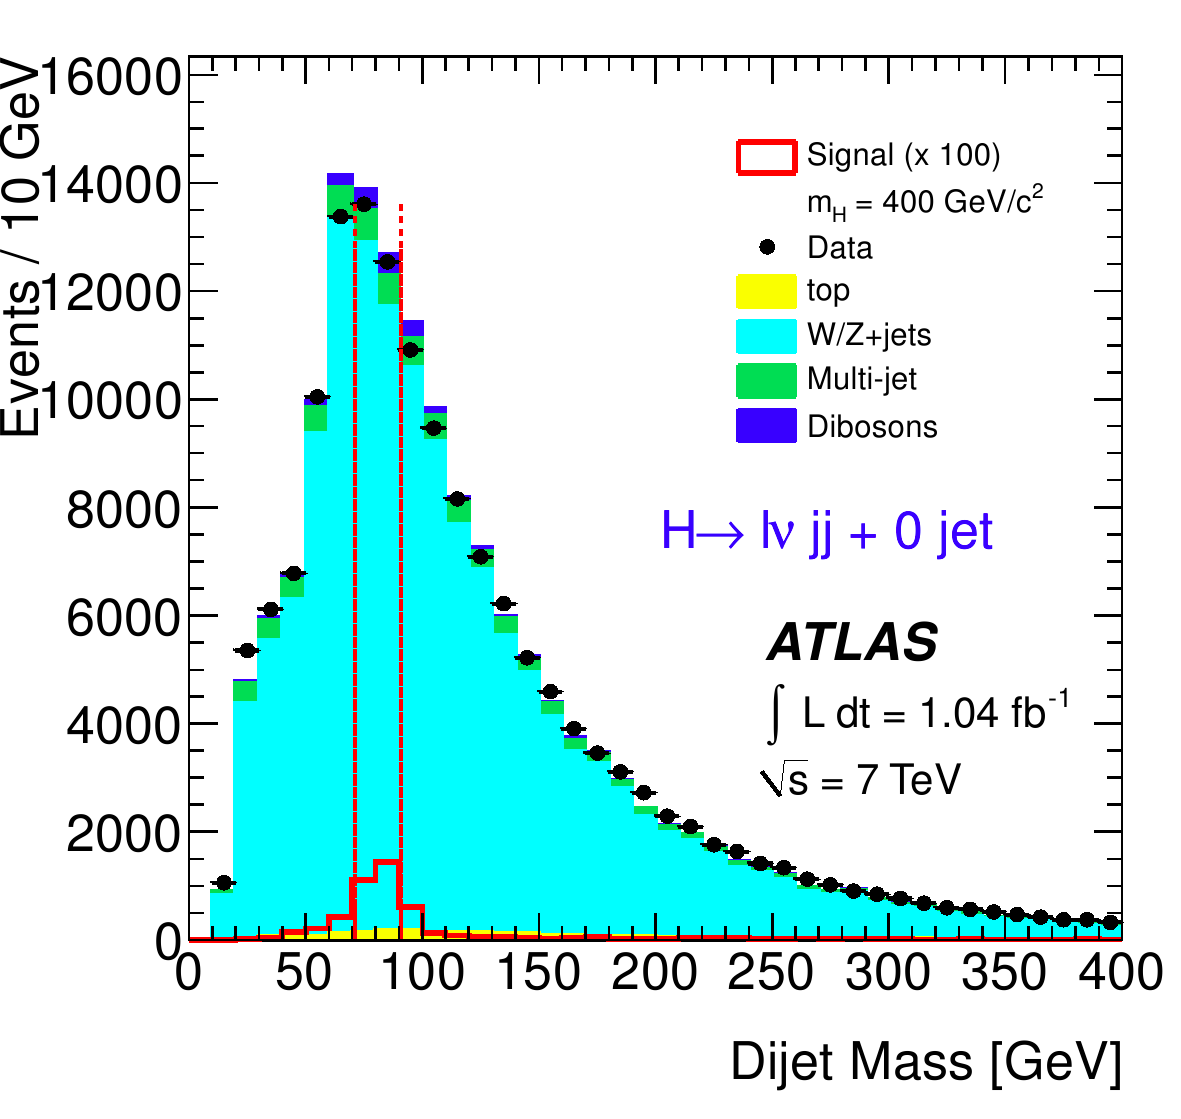 Events / 10 GeV
16000
14000
12000
10000
8000
6000
4000
2000
0
Signal (x 100)
m_H = 400 GeV/c²
Data
top
W/Z+jets
Multi-jet
Dibosons
H→ lν jj + 0 jet
ATLAS
∫ L dt = 1.04 fb⁻¹
√s = 7 TeV
0 50 100 150 200 250 300 350 400
Dijet Mass [GeV]